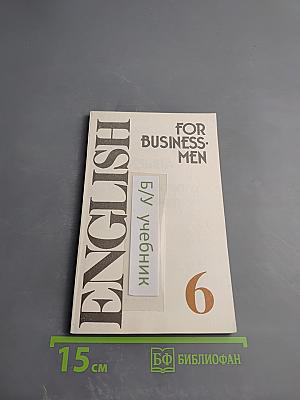 ENGLISH
FOR
BUSINESS-
MEN
Б/У учебник
6
15 см
БФ БИБЛИОФАН